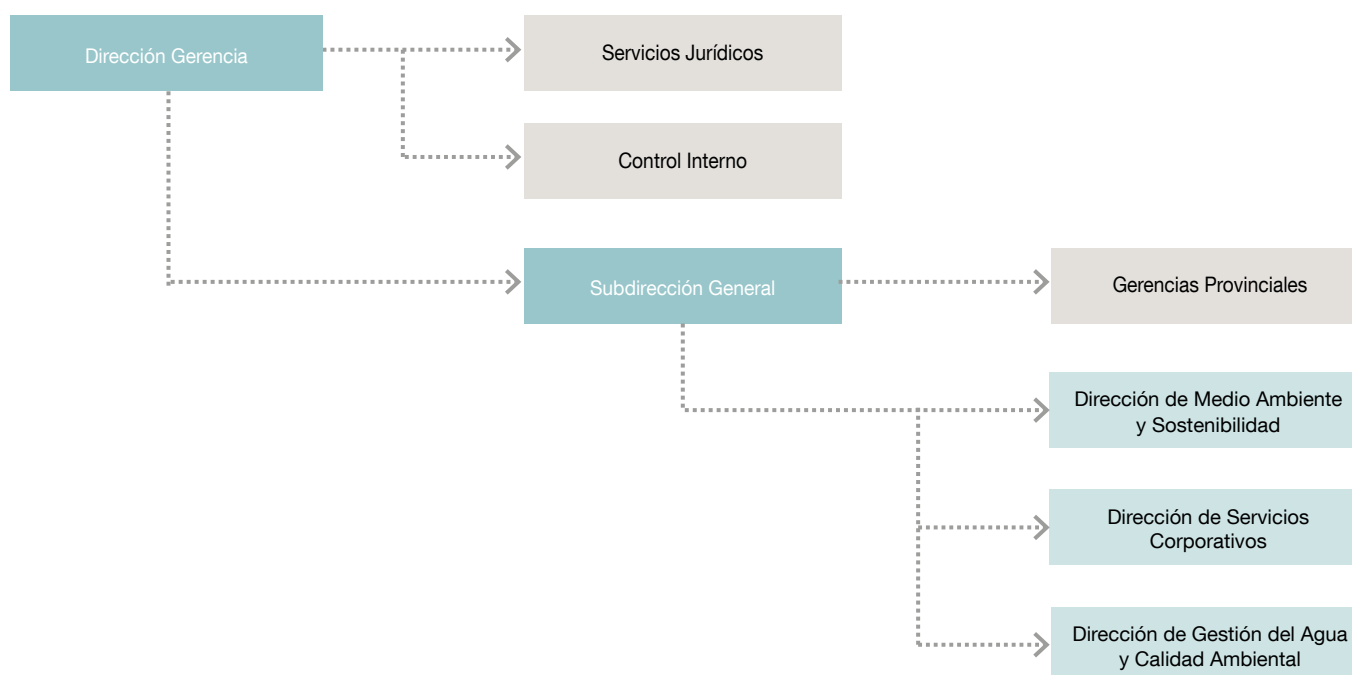 Dirección Gerencia
Servicios Jurídicos
Control Interno
Subdirección General
Gerencias Provinciales
Dirección de Medio Ambiente
y Sostenibilidad
Dirección de Servicios
Corporativos
Dirección de Gestión del Agua
y Calidad Ambiental